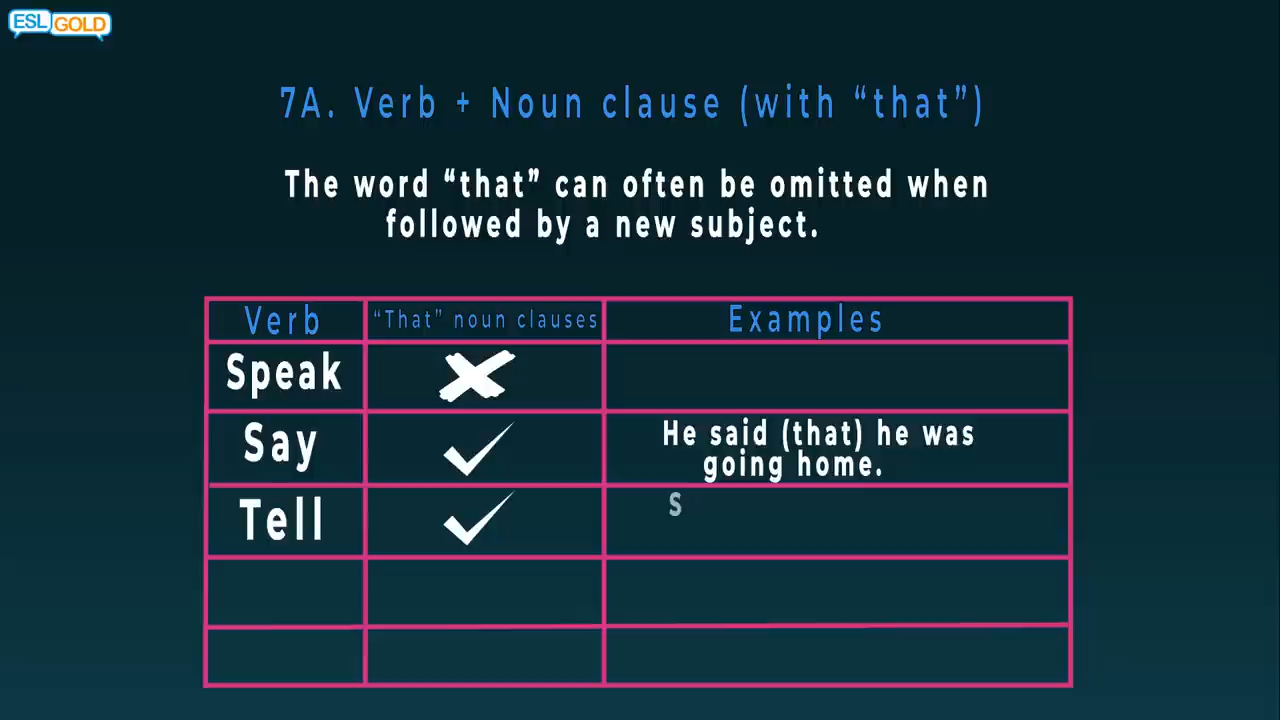 ESL GOLD
7A. Verb + Noun clause (with “that”)
The word “that” can often be omitted when
followed by a new subject.
Verb “That” noun clauses Examples
Speak
Say He said (that) he was
going home.
Tell S